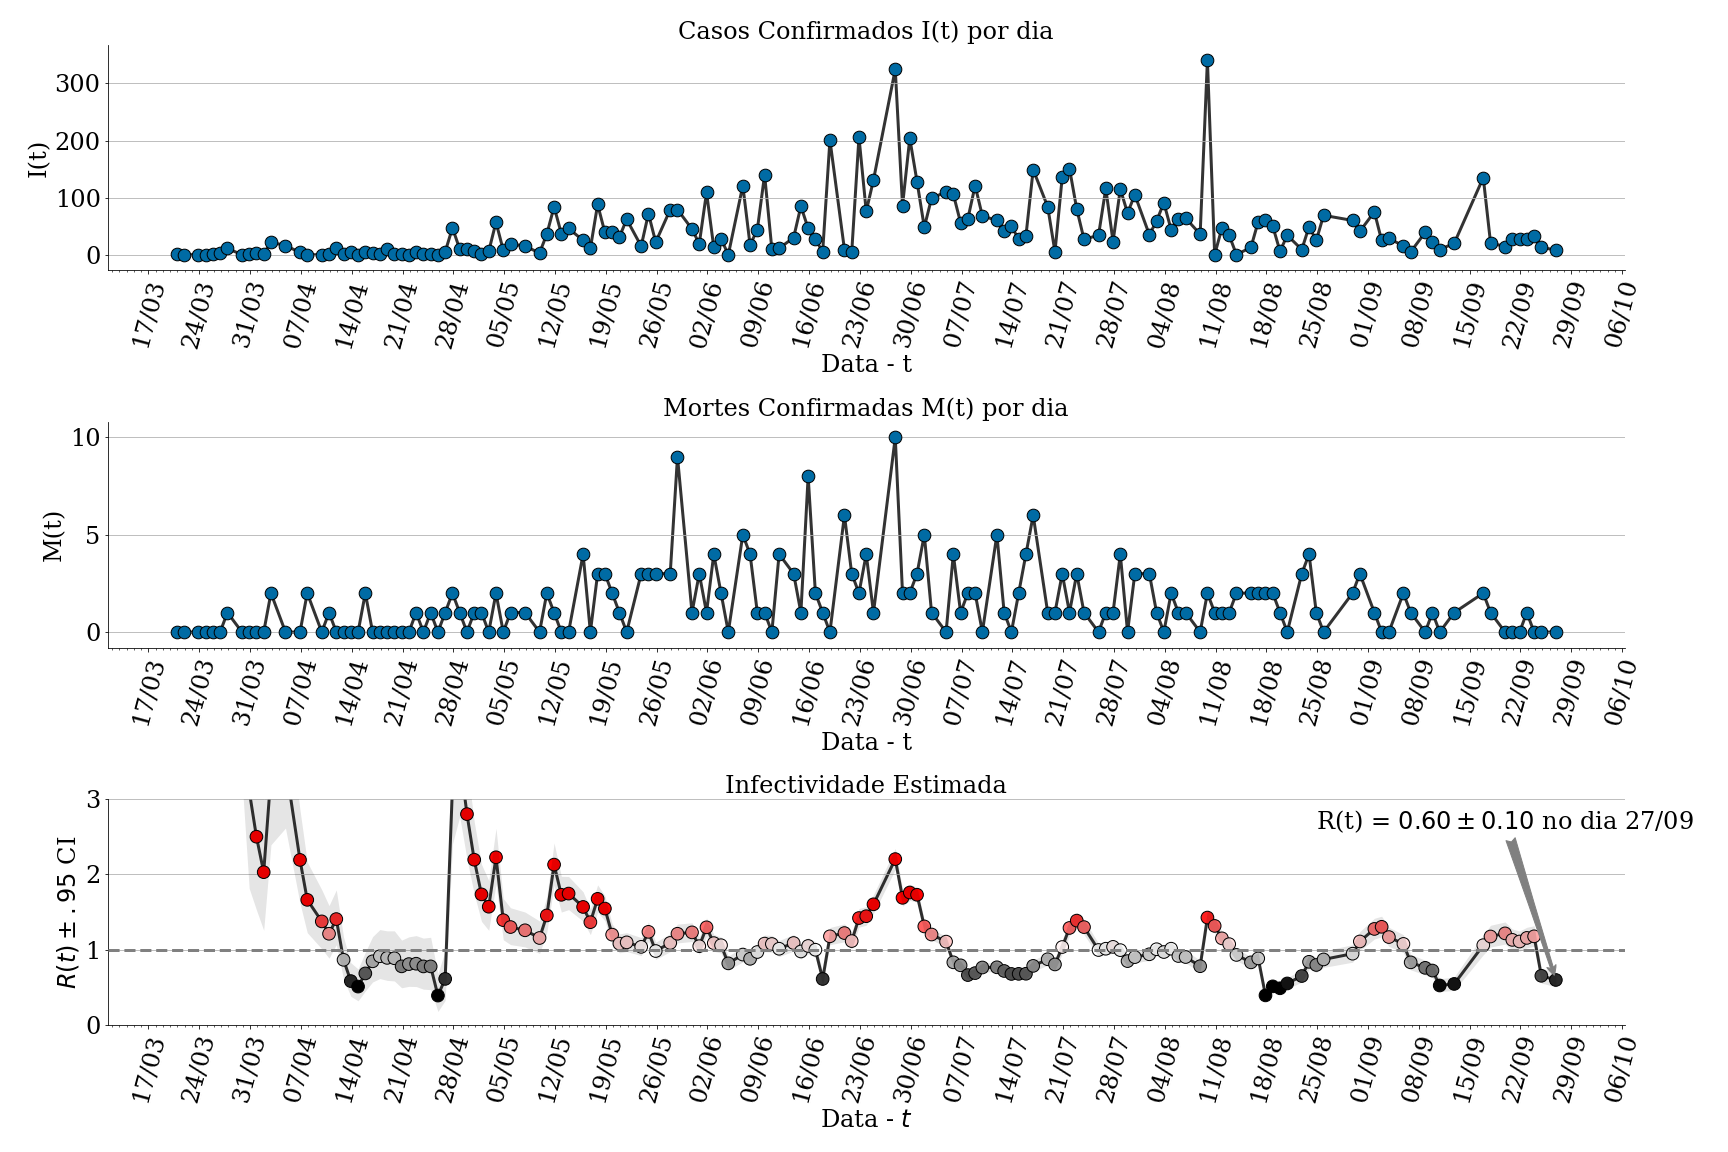 Casos Confirmados I(t) por dia
I(t)
300
200
100
0
17/03 24/03 31/03 07/04 14/04 21/04 28/04 05/05 12/05 19/05 26/05 02/06 09/06 16/06 23/06 30/06 07/07 14/07 21/07 28/07 04/08 11/08 18/08 25/08 01/09 08/09 15/09 22/09 29/09 06/10
Data - t
Mortes Confirmadas M(t) por dia
M(t)
10
5
0
17/03 24/03 31/03 07/04 14/04 21/04 28/04 05/05 12/05 19/05 26/05 02/06 09/06 16/06 23/06 30/06 07/07 14/07 21/07 28/07 04/08 11/08 18/08 25/08 01/09 08/09 15/09 22/09 29/09 06/10
Data - t
Infectividade Estimada
R(t) ± .95 CI
3
2
1
0
R(t) = 0.60 ± 0.10 no dia 27/09
17/03 24/03 31/03 07/04 14/04 21/04 28/04 05/05 12/05 19/05 26/05 02/06 09/06 16/06 23/06 30/06 07/07 14/07 21/07 28/07 04/08 11/08 18/08 25/08 01/09 08/09 15/09 22/09 29/09 06/10
Data - t